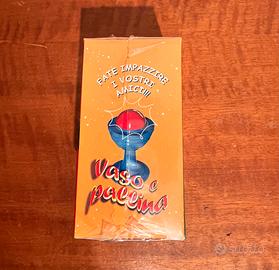 FATE IMPAZZIRE
I VOSTRI
AMICI!!!
Vaso e
pallina